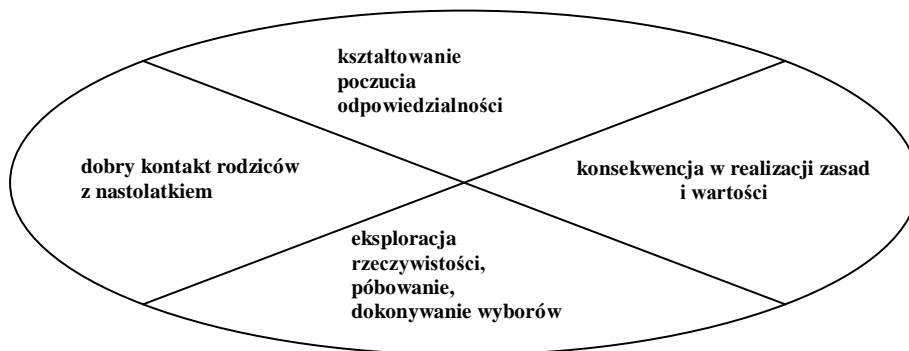 kształtowanie
poczucia
odpowiedzialności
dobry kontakt rodziców
z nastolatkiem
konsekwencja w realizacji zasad
i wartości
eksploracja
rzeczywistości,
póbowanie,
dokonywanie wyborów